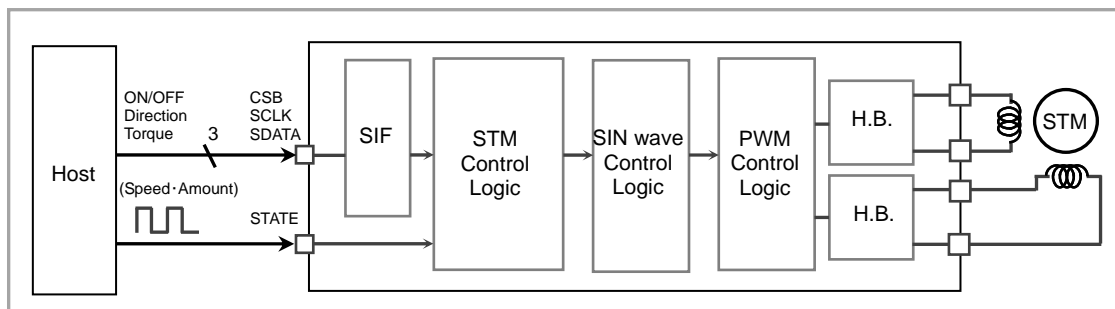 Host
ON/OFF
Direction
Torque
3
CSB
SCLK
SDATA
(Speed・Amount)
STATE
SIF
STM
Control
Logic
SIN wave
Control
Logic
PWM
Control
Logic
H.B.
H.B.
STM